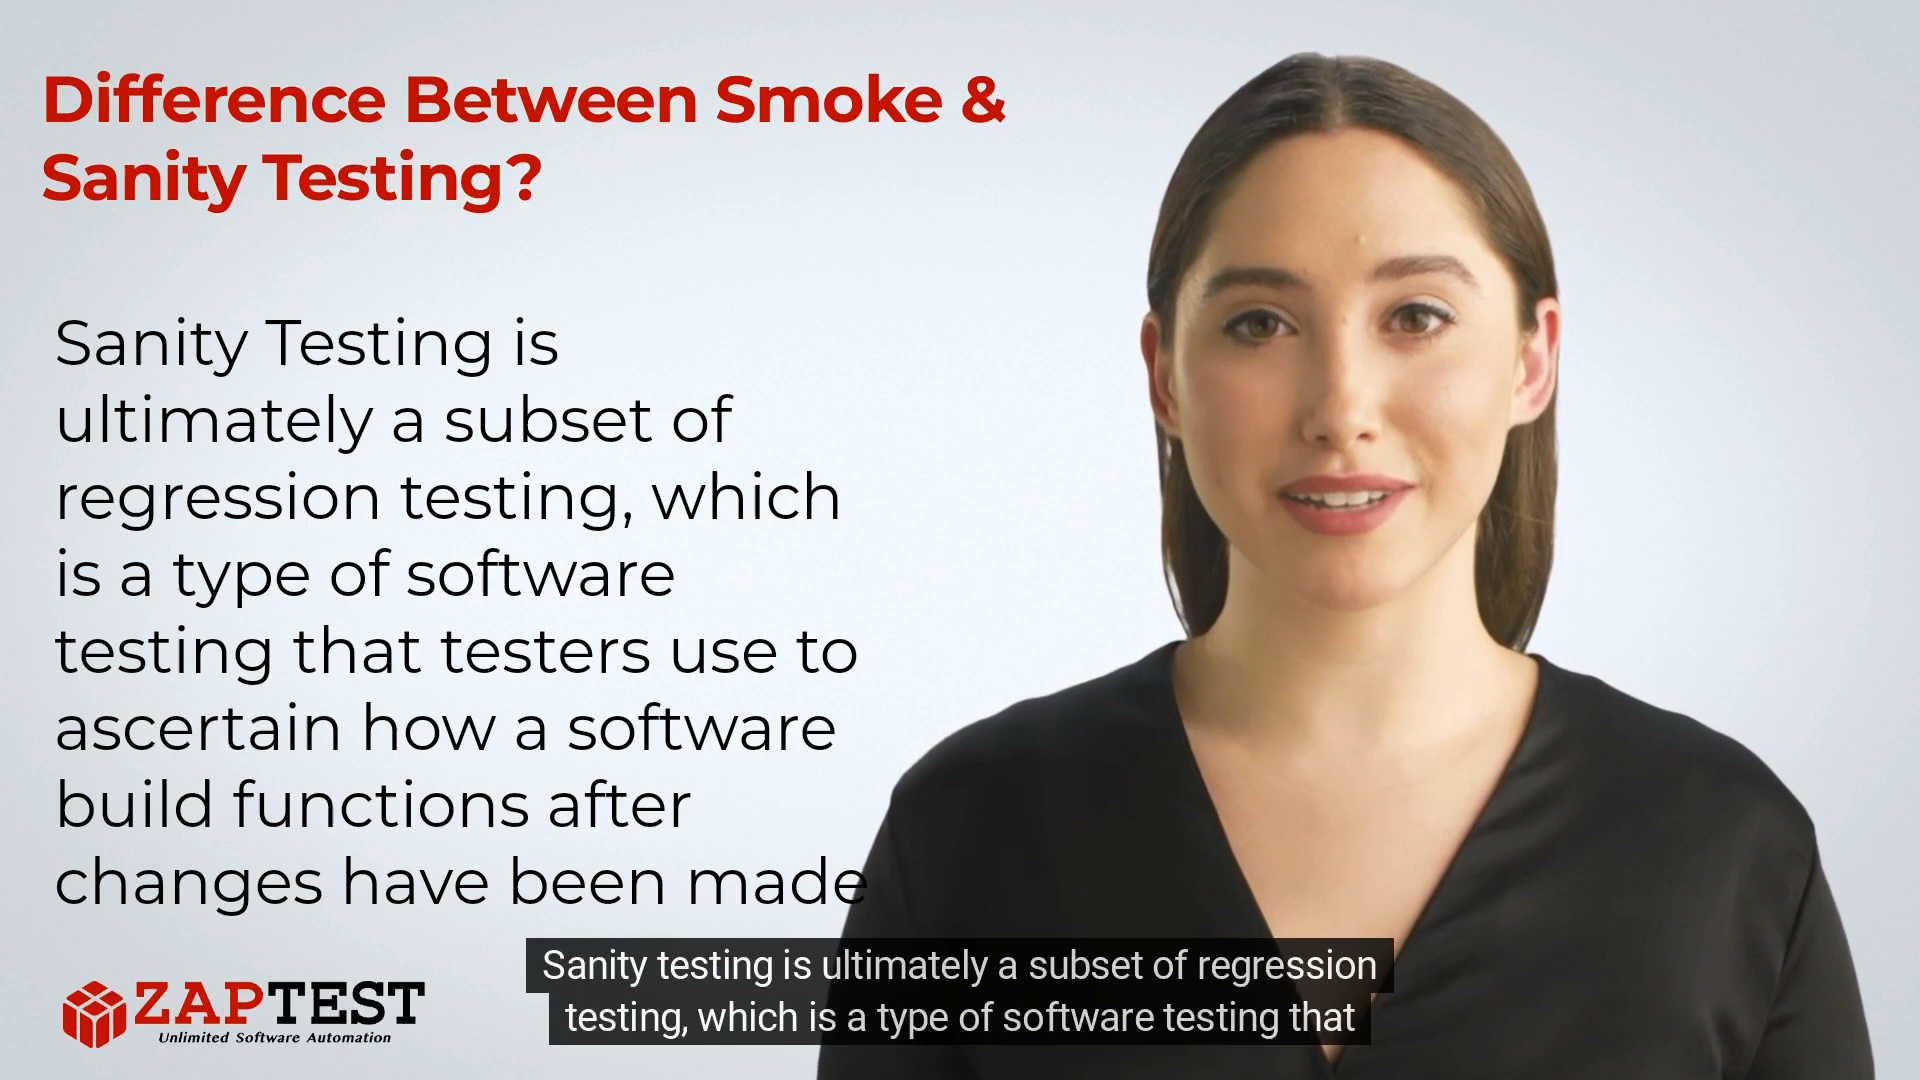 Difference Between Smoke &
Sanity Testing?
Sanity Testing is
ultimately a subset of
regression testing, which
is a type of software
testing that testers use to
ascertain how a software
build functions after
changes have been made
ZAPTEST
Unlimited Software Automation
Sanity testing is ultimately a subset of regression
testing, which is a type of software testing that